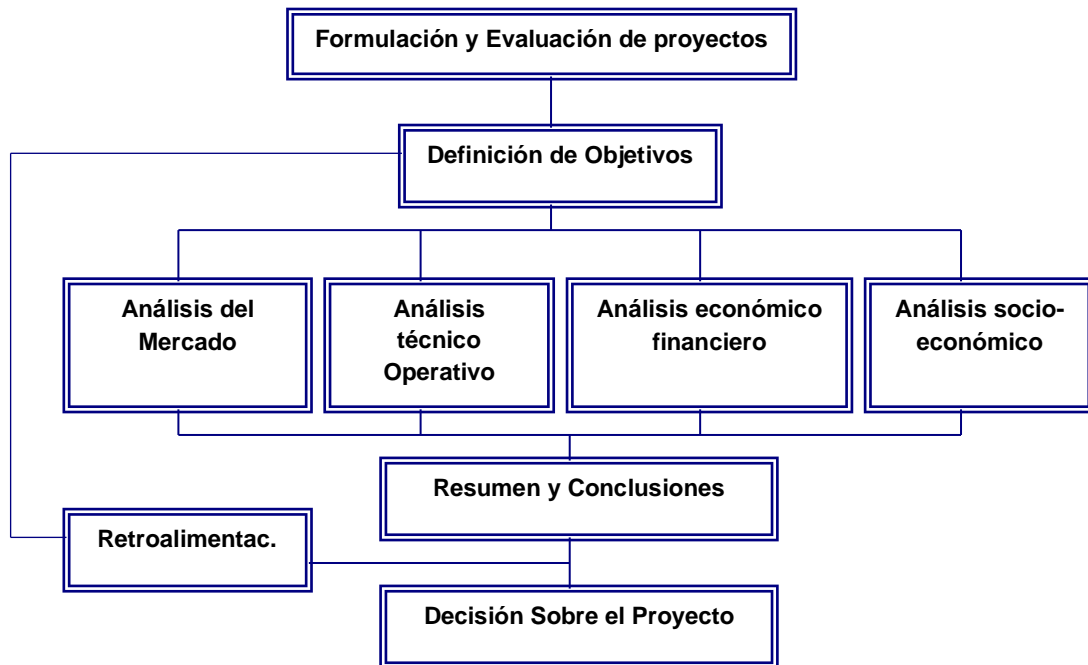 Formulación y Evaluación de proyectos
Definición de Objetivos
Análisis del
Mercado
Análisis
técnico
Operativo
Análisis económico
financiero
Análisis socio-
económico
Resumen y Conclusiones
Retroalimentac.
Decisión Sobre el Proyecto